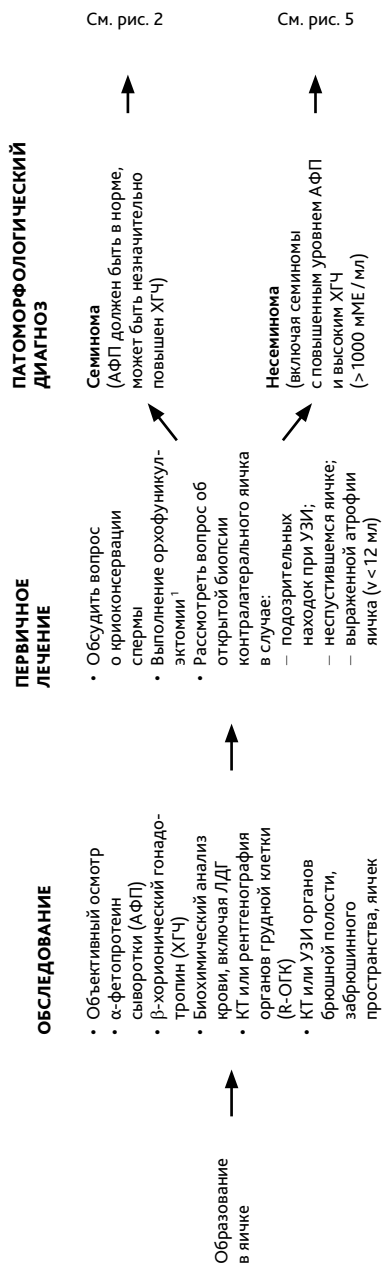 Образование
в яичке
ОБСЛЕДОВАНИЕ
• Объективный осмотр
• α-фетопротеин
сыворотки (АФП)
• β-хорионический гонадо-
тропин (ХГЧ)
• Биохимический анализ
крови, включая ЛДГ
• КТ или рентгенография
органов грудной клетки
(R-ОГК)
• КТ или УЗИ органов
брюшной полости,
забрюшинного
пространства, яичек
ПЕРВИЧНОЕ
ЛЕЧЕНИЕ
• Обсудить вопрос
о криоконсервации
спермы
• Выполнение орхофуникул-
эктомии¹
• Рассмотреть вопрос об
открытой биопсии
контралатерального яичка
в случае:
– подозрительных
находок при УЗИ;
– неспустившемся яичке;
– выраженной атрофии
яичка (v < 12 мл)
ПАТОМОРФОЛОГИЧЕСКИЙ
ДИАГНОЗ
Семинома
(АФП должен быть в норме,
может быть незначительно
повышен ХГЧ)
Несеминома
(включая семиномы
с повышенным уровнем АФП
и высоким ХГЧ
(> 1000 мМЕ / мл)
См. рис. 2
См. рис. 5